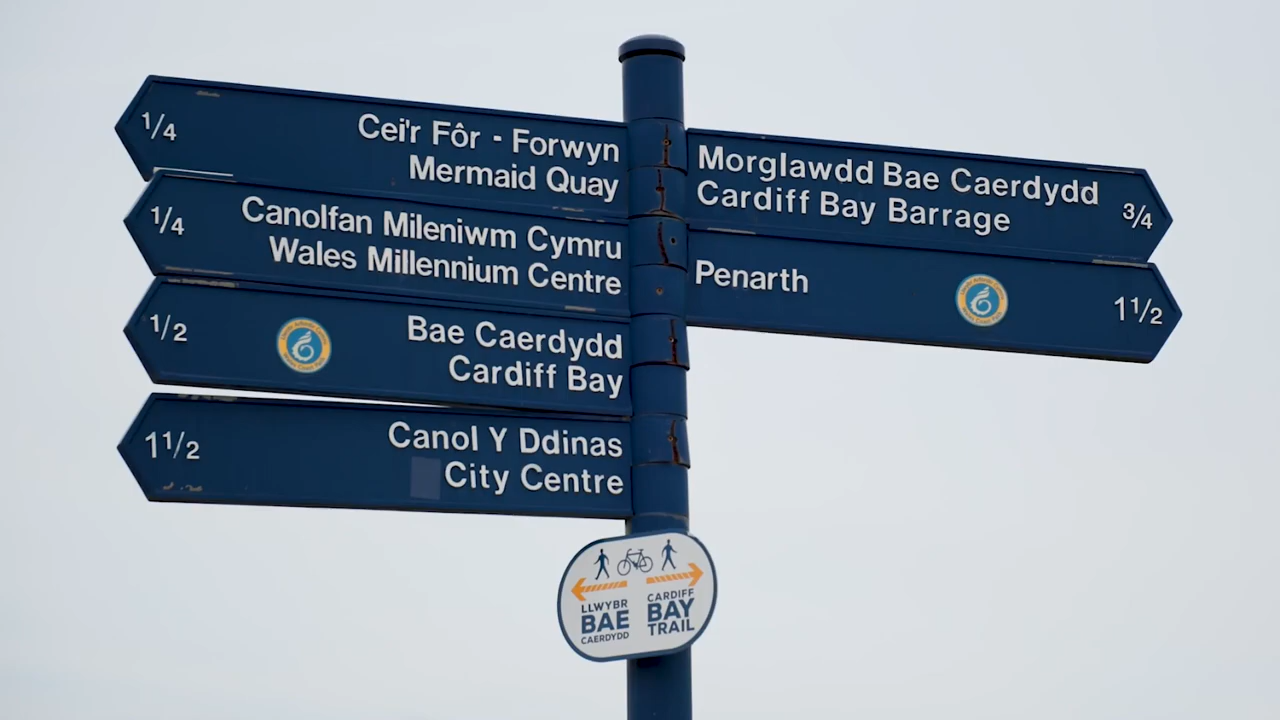 1/4
Cei'r Fôr - Forwyn
Mermaid Quay
1/4
Canolfan Mileniwm Cymru
Wales Millennium Centre
1/2
Bae Caerdydd
Cardiff Bay
1 1/2
Canol Y Ddinas
City Centre
Morglawdd Bae Caerdydd
Cardiff Bay Barrage
3/4
Penarth
1 1/2
LLWYBR
BAE
CAERDYDD
CARDIFF
BAY
TRAIL